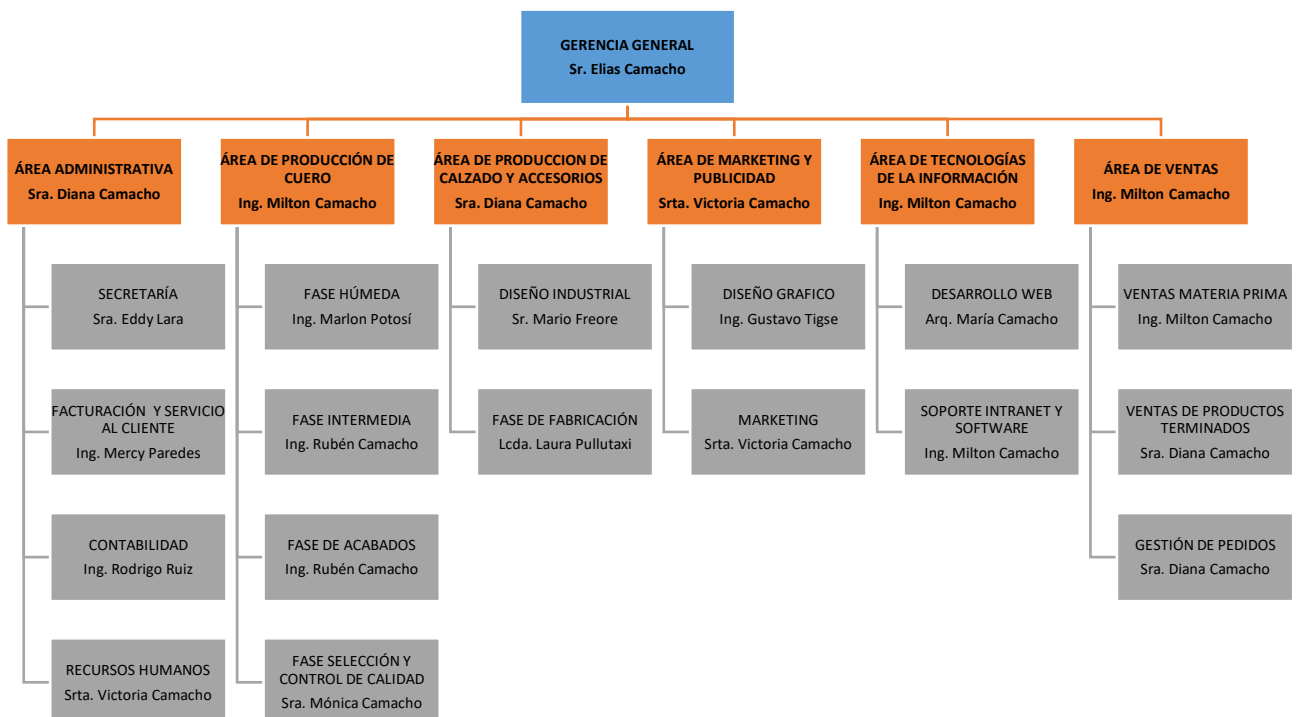 GERENCIA GENERAL
Sr. Elias Camacho
ÁREA ADMINISTRATIVA
Sra. Diana Camacho
SECRETARÍA
Sra. Eddy Lara
FACTURACIÓN Y SERVICIO
AL CLIENTE
Ing. Mercy Paredes
CONTABILIDAD
Ing. Rodrigo Ruiz
RECURSOS HUMANOS
Srta. Victoria Camacho
ÁREA DE PRODUCCIÓN DE
CUERO
Ing. Milton Camacho
FASE HÚMEDA
Ing. Marlon Potosí
FASE INTERMEDIA
Ing. Rubén Camacho
FASE DE ACABADOS
Ing. Rubén Camacho
FASE SELECCIÓN Y
CONTROL DE CALIDAD
Sra. Mónica Camacho
ÁREA DE PRODUCCION DE
CALZADO Y ACCESORIOS
Sra. Diana Camacho
DISEÑO INDUSTRIAL
Sr. Mario Freore
FASE DE FABRICACIÓN
Lcda. Laura Pullutaxi
ÁREA DE MARKETING Y
PUBLICIDAD
Srta. Victoria Camacho
DISEÑO GRAFICO
Ing. Gustavo Tigse
MARKETING
Srta. Victoria Camacho
ÁREA DE TECNOLOGÍAS
DE LA INFORMACIÓN
Ing. Milton Camacho
DESARROLLO WEB
Arq. María Camacho
SOPORTE INTRANET Y
SOFTWARE
Ing. Milton Camacho
ÁREA DE VENTAS
Ing. Milton Camacho
VENTAS MATERIA PRIMA
Ing. Milton Camacho
VENTAS DE PRODUCTOS
TERMINADOS
Sra. Diana Camacho
GESTIÓN DE PEDIDOS
Sra. Diana Camacho